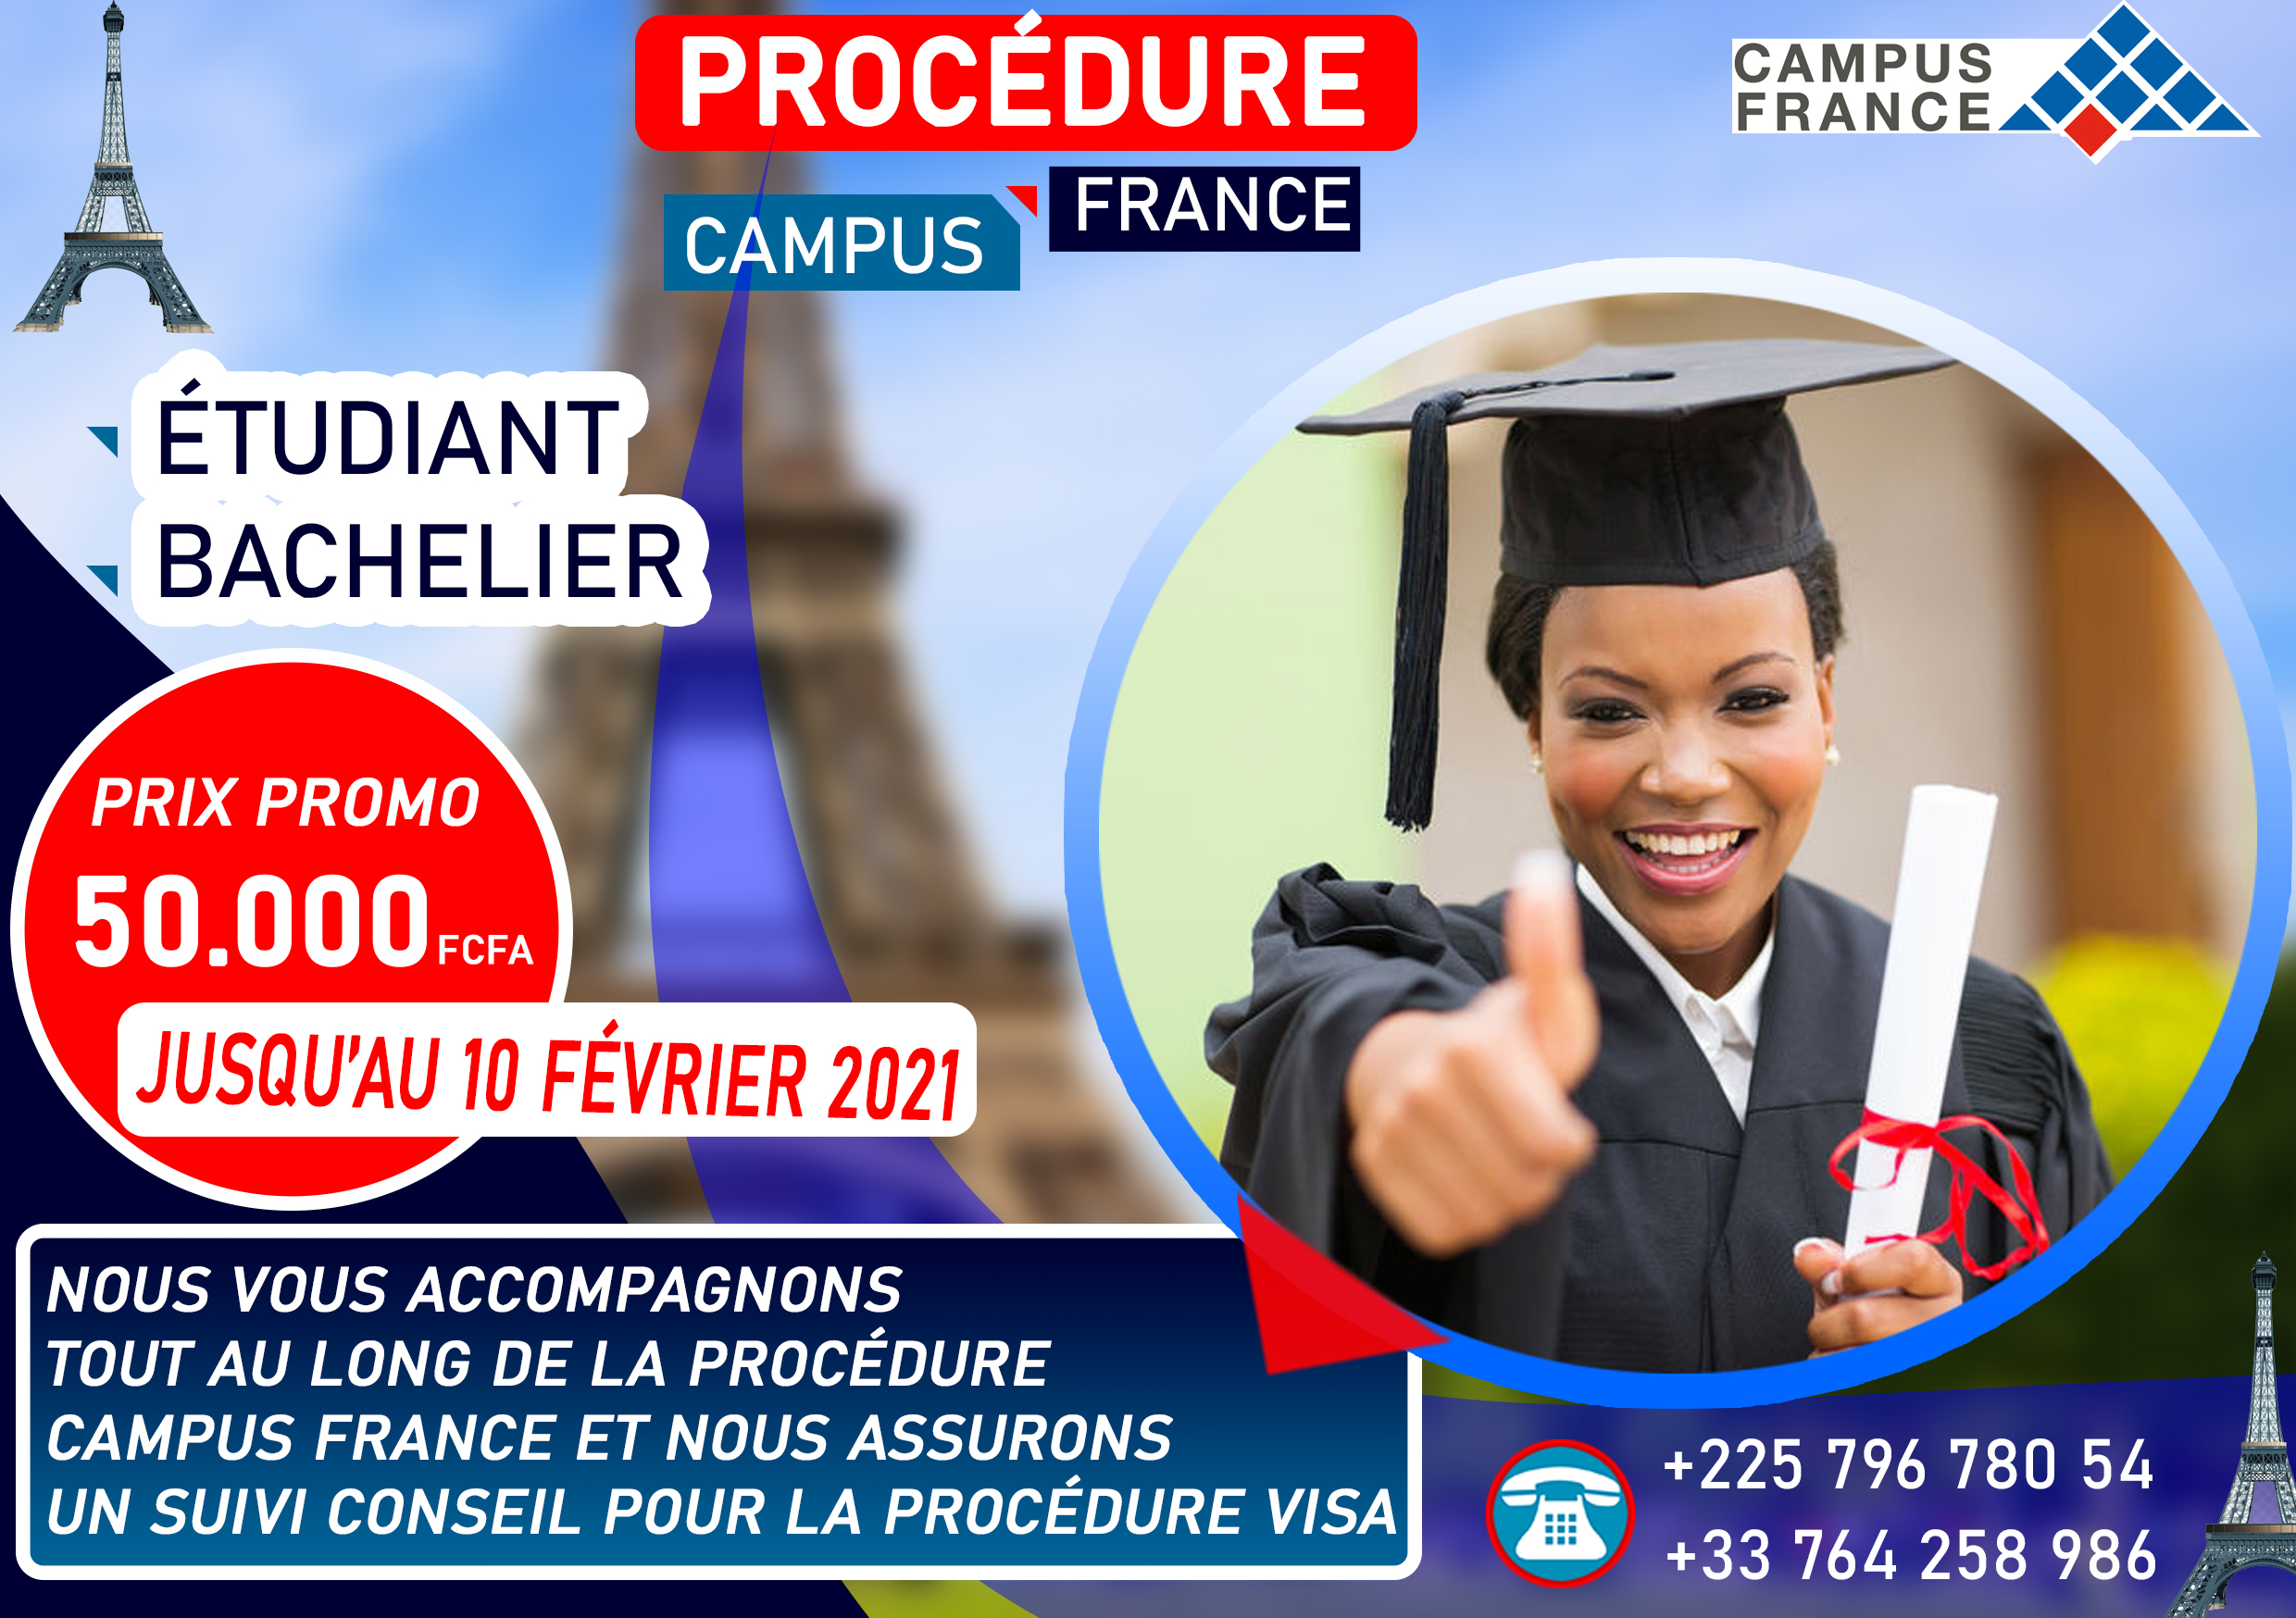 PROCÉDURE
CAMPUS
FRANCE
CAMPUS
FRANCE
ÉTUDIANT
BACHELIER
PRIX PROMO
50.000 FCFA
JUSQU'AU 10 FÉVRIER 2021
NOUS VOUS ACCOMPAGNONS
TOUT AU LONG DE LA PROCÉDURE
CAMPUS FRANCE ET NOUS ASSURONS
UN SUIVI CONSEIL POUR LA PROCÉDURE VISA
+225 796 780 54
+33 764 258 986